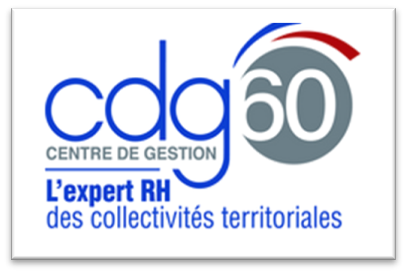 cdg60
CENTRE DE GESTION
L'expert RH
des collectivités territoriales